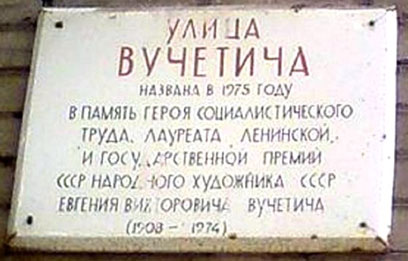 УЛИЦА
ВУЧЕТИЧА
НАЗВАНА В 1975 ГОДУ
В ПАМЯТЬ ГЕРОЯ СОЦИАЛИСТИЧЕСКОГО
ТРУДА, ЛАУРЕАТА ЛЕНИНСКОЙ
И ГОСУДАРСТВЕННОЙ ПРЕМИЙ
СССР НАРОДНОГО ХУДОЖНИКА СССР
ЕВГЕНИЯ ВИКТОРОВИЧА ВУЧЕТИЧА
(1908 - 1974)